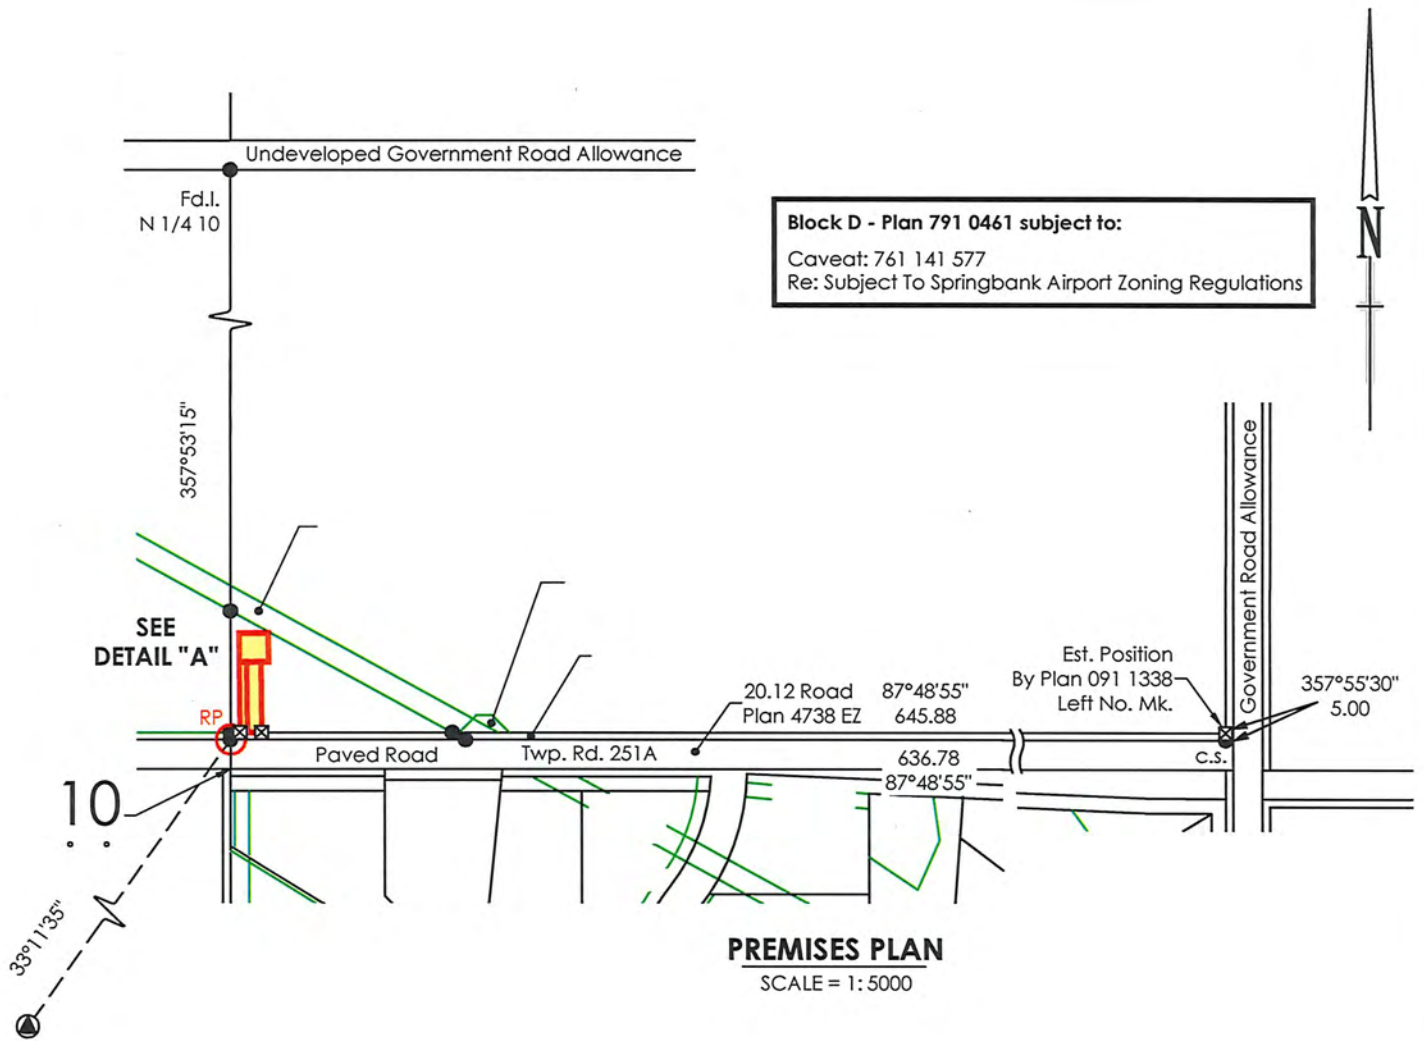 Undeveloped Government Road Allowance
Fd.I.
N 1/4 10
Block D - Plan 791 0461 subject to:
Caveat: 761 141 577
Re: Subject To Springbank Airport Zoning Regulations
N
357°53'15"
Government Road Allowance
SEE
DETAIL "A"
RP
Est. Position
By Plan 091 1338
Left No. Mk.
357°55'30"
5.00
20.12 Road
Plan 4738 EZ
87°48'55"
645.88
Paved Road
Twp. Rd. 251A
636.78
87°48'55"
c.s.
10
33°11'35"
PREMISES PLAN
SCALE = 1: 5000